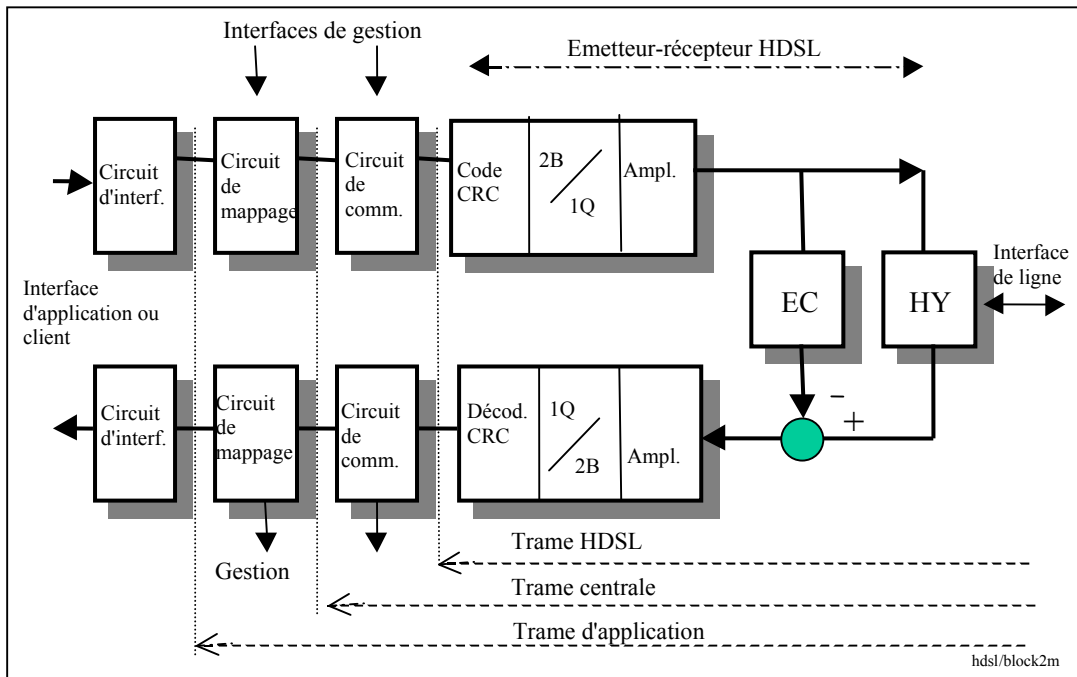 Interfaces de gestion
Emetteur-récepteur HDSL
Circuit
d'interf.
Circuit
de
mappage
Circuit
de
comm.
Code
CRC
2B
1Q
Ampl.
EC
HY
Interface
de ligne
Interface
d'application ou
client
Circuit
d'interf.
Circuit
de
mappage
Circuit
de
comm.
Décod.
CRC
1Q
2B
Ampl.
-
+
Gestion
Trame HDSL
Trame centrale
Trame d'application
hdsl/block2m